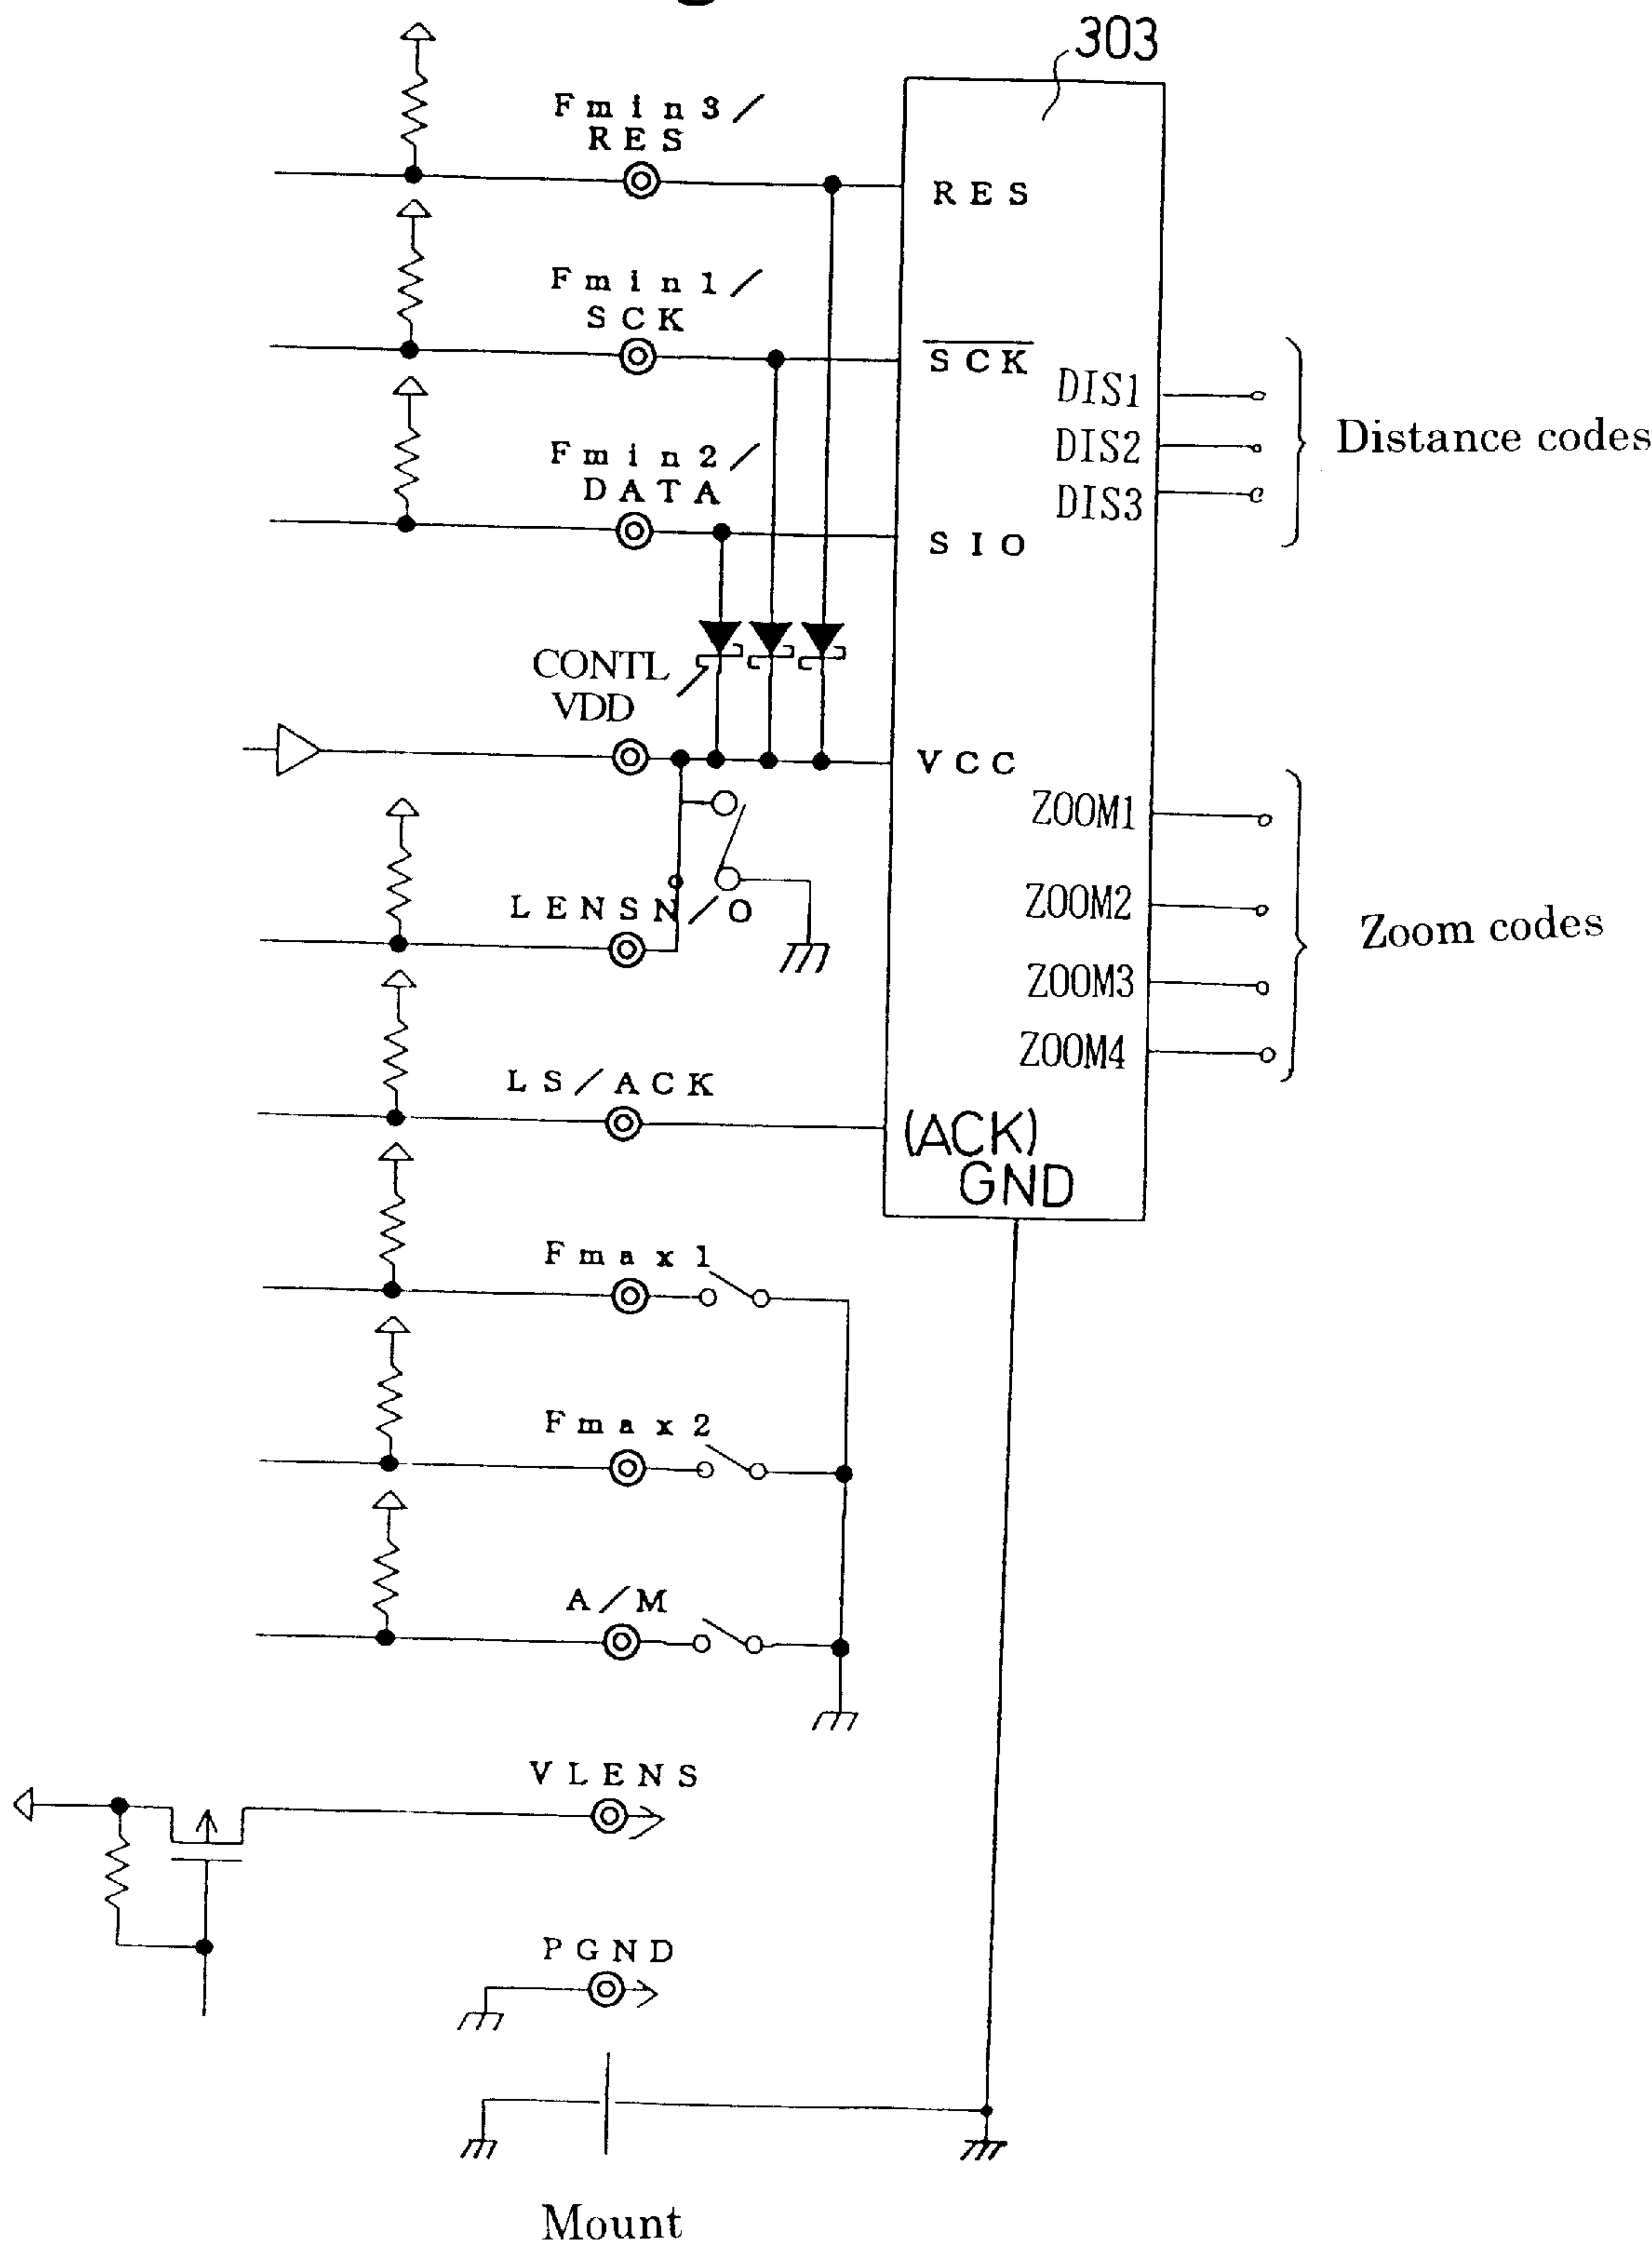 303
Fmin3/
RES
RES
Fmin1/
SCK
SCK
DIS1
DIS2
DIS3
Distance codes
Fmin2/
DATA
SIO
CONTL
VDD
VCC
ZOOM1
ZOOM2
ZOOM3
ZOOM4
Zoom codes
LENSN/O
LS/ACK
(ACK)
GND
Fmax1
Fmax2
A/M
VLENS
PGND
Mount